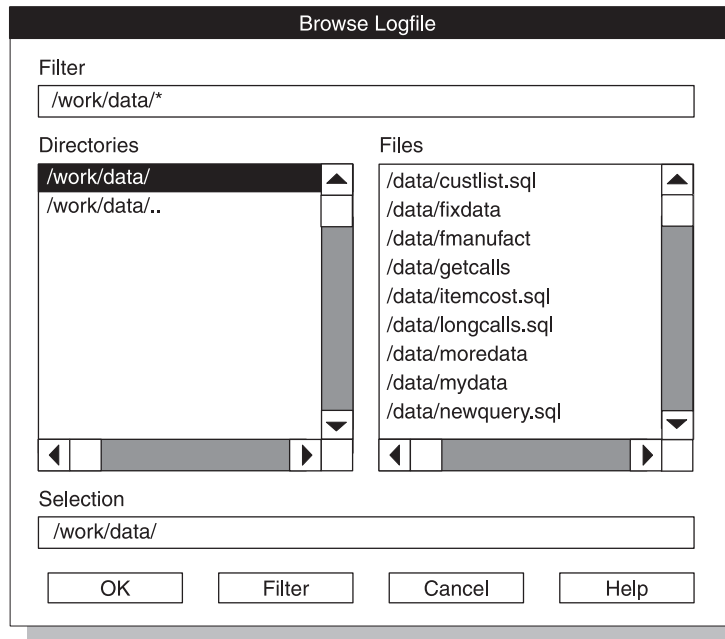 Browse Logfile
Filter
/work/data/*
Directories
/work/data/
/work/data/..
Files
/data/custlist.sql
/data/fixdata
/data/fmanufact
/data/getcalls
/data/itemcost.sql
/data/longcalls.sql
/data/moredata
/data/mydata
/data/newquery.sql
Selection
/work/data/
OK
Filter
Cancel
Help